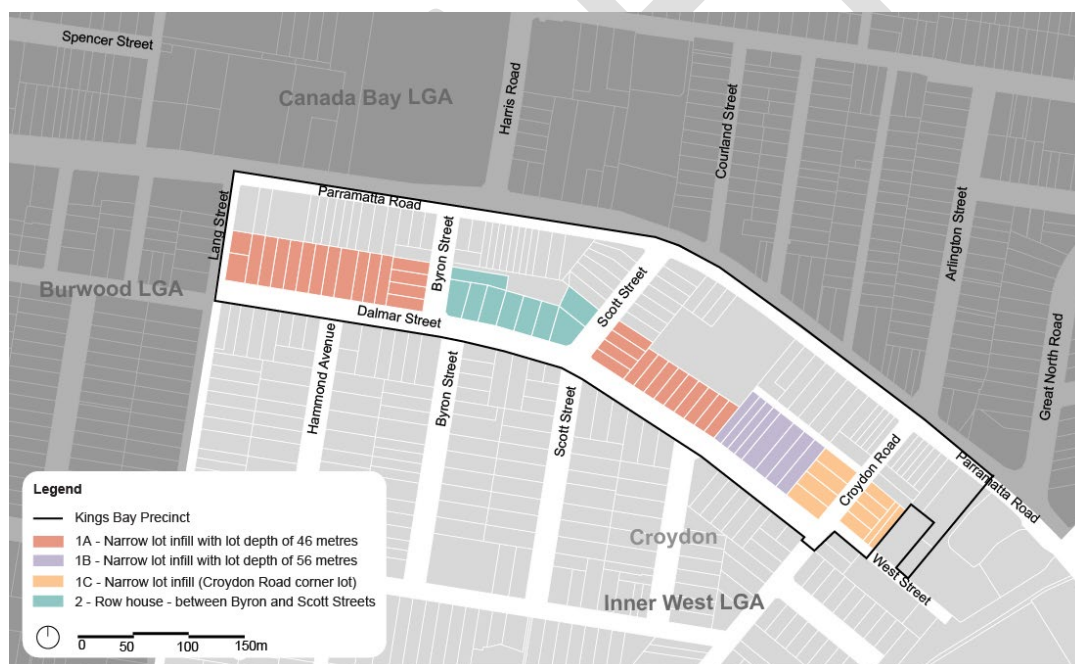 Spencer Street
Canada Bay LGA
Harris Road
Courland Street
Arlington Street
Great North Road
Lang Street
Parramatta Road
Byron Street
Scott Street
Burwood LGA
Dalmar Street
Hammond Avenue
Byron Street
Scott Street
Croydon Road
Parramatta Road
Croydon
West Street
Inner West LGA
Legend
Kings Bay Precinct
1A - Narrow lot infill with lot depth of 46 metres
1B - Narrow lot infill with lot depth of 56 metres
1C - Narrow lot infill (Croydon Road corner lot)
2 - Row house - between Byron and Scott Streets
0 50 100 150m